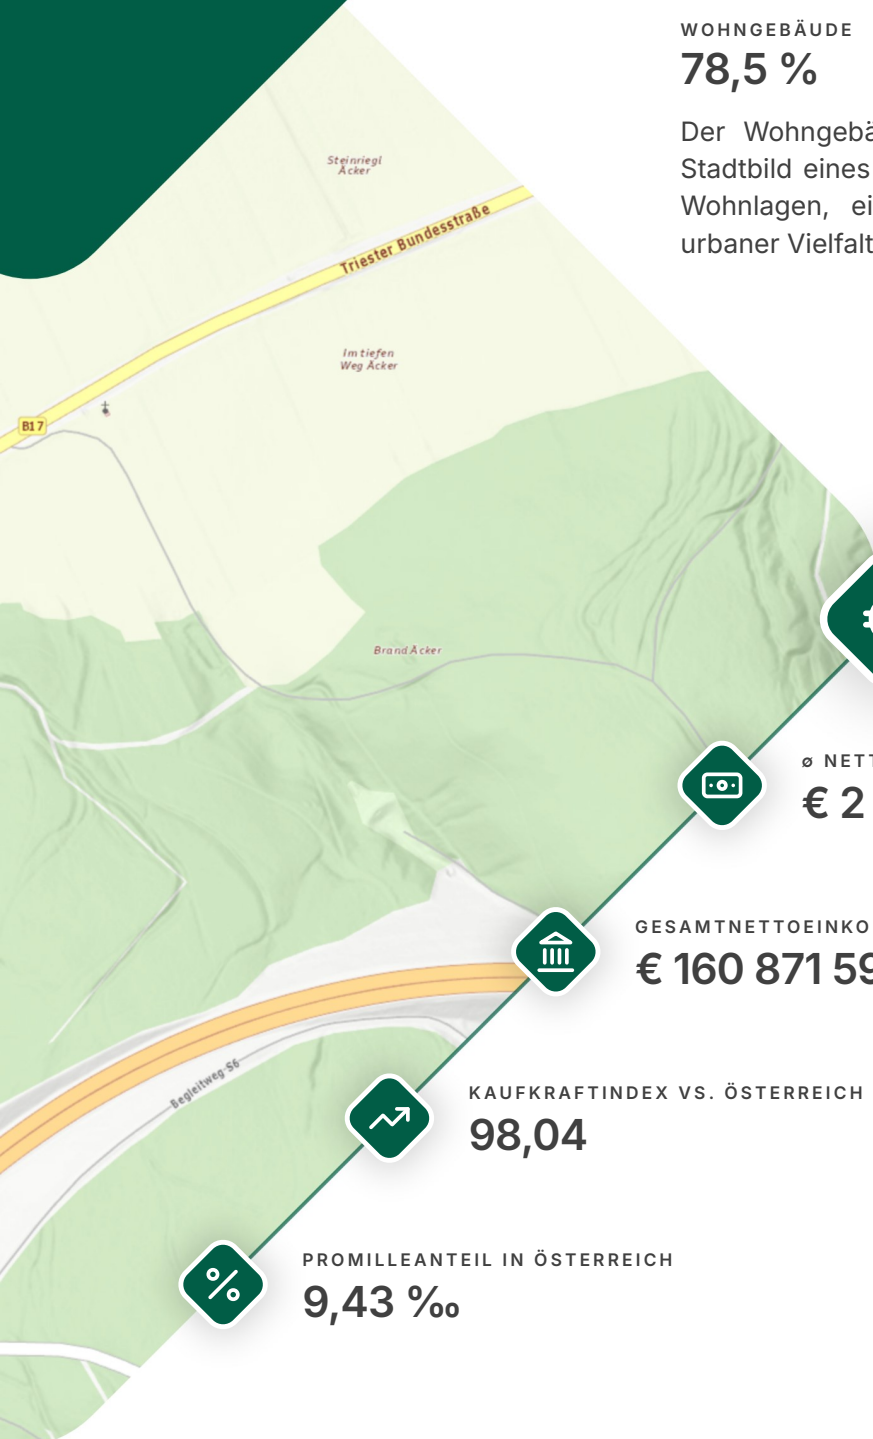 WOHNGEBÄUDE
78,5 %
Der Wohngebä
Stadtbild eines
Wohnlagen, ei
urbaner Vielfalt
Steinriegl
Äcker
Triester Bundesstraße
Im tiefen
Weg Äcker
B17
Brand Äcker
ø NETT
€ 2
GESAMTNETTOEINKO
€ 160 871 59
Begleitweg S6
KAUFKRAFTINDEX VS. ÖSTERREICH
98,04
PROMILLEANTEIL IN ÖSTERREICH
9,43 ‰